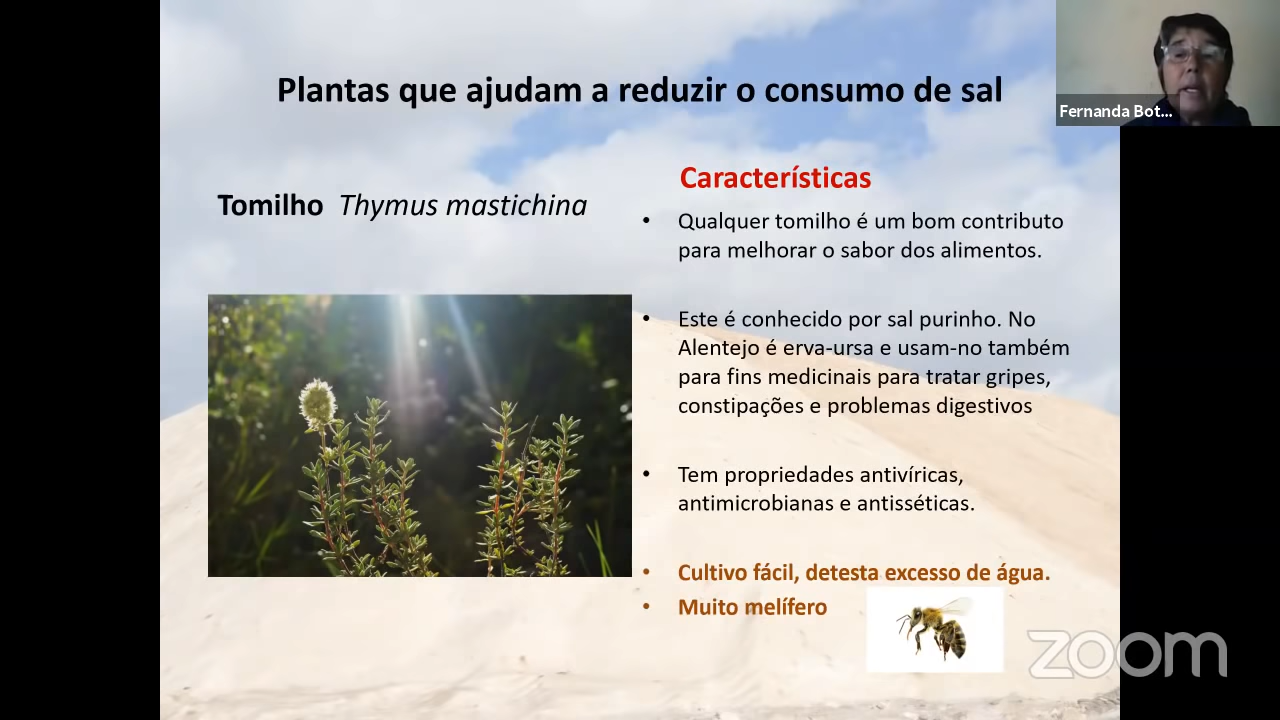 Plantas que ajudam a reduzir o consumo de sal
Fernanda Bot...
Tomilho Thymus mastichina
Características
• Qualquer tomilho é um bom contributo
para melhorar o sabor dos alimentos.
• Este é conhecido por sal purinho. No
Alentejo é erva-ursa e usam-no também
para fins medicinais para tratar gripes,
constipações e problemas digestivos
• Tem propriedades antivíricas,
antimicrobianas e antisséticas.
• Cultivo fácil, detesta excesso de água.
• Muito melífero
zoom